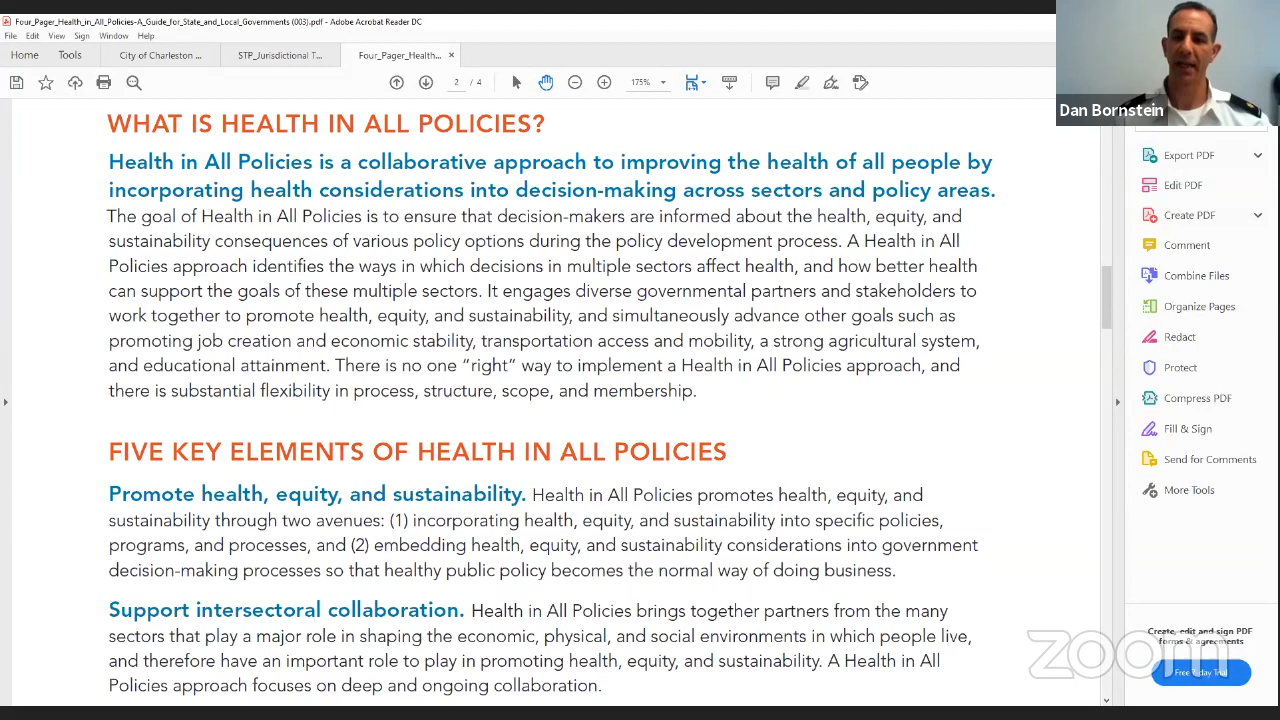 Four_Pager_Health_in_All_Policies-A_Guide_for_State_and_Local_Governments (003).pdf - Adobe Acrobat Reader DC
File Edit View Sign Window Help
Home Tools City of Charleston ... STP_Jurisdictional T... Four_Pager_Health... ×
2 / 4 175%
Dan Bornstein
WHAT IS HEALTH IN ALL POLICIES?
Health in All Policies is a collaborative approach to improving the health of all people by
incorporating health considerations into decision-making across sectors and policy areas.
The goal of Health in All Policies is to ensure that decision-makers are informed about the health, equity, and
sustainability consequences of various policy options during the policy development process. A Health in All
Policies approach identifies the ways in which decisions in multiple sectors affect health, and how better health
can support the goals of these multiple sectors. It engages diverse governmental partners and stakeholders to
work together to promote health, equity, and sustainability, and simultaneously advance other goals such as
promoting job creation and economic stability, transportation access and mobility, a strong agricultural system,
and educational attainment. There is no one "right" way to implement a Health in All Policies approach, and
there is substantial flexibility in process, structure, scope, and membership.
FIVE KEY ELEMENTS OF HEALTH IN ALL POLICIES
Promote health, equity, and sustainability. Health in All Policies promotes health, equity, and
sustainability through two avenues: (1) incorporating health, equity, and sustainability into specific policies,
programs, and processes, and (2) embedding health, equity, and sustainability considerations into government
decision-making processes so that healthy public policy becomes the normal way of doing business.
Support intersectoral collaboration. Health in All Policies brings together partners from the many
sectors that play a major role in shaping the economic, physical, and social environments in which people live,
and therefore have an important role to play in promoting health, equity, and sustainability. A Health in All
Policies approach focuses on deep and ongoing collaboration.
Export PDF
Edit PDF
Create PDF
Comment
Combine Files
Organize Pages
Redact
Protect
Compress PDF
Fill & Sign
Send for Comments
More Tools
Create, edit and sign PDF
forms & agreements
Free 7-day Trial
zoom